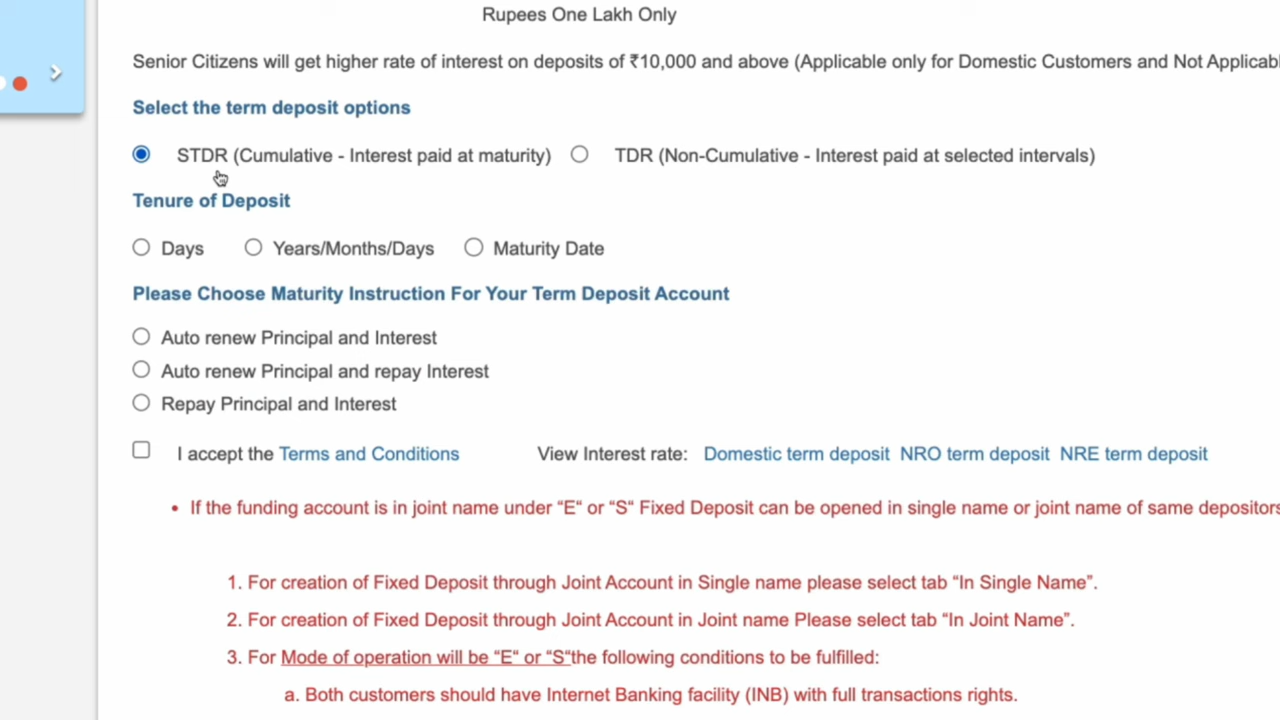 Rupees One Lakh Only
Senior Citizens will get higher rate of interest on deposits of ₹10,000 and above (Applicable only for Domestic Customers and Not Applicabl
Select the term deposit options
STDR (Cumulative - Interest paid at maturity) TDR (Non-Cumulative - Interest paid at selected intervals)
Tenure of Deposit
Days Years/Months/Days Maturity Date
Please Choose Maturity Instruction For Your Term Deposit Account
Auto renew Principal and Interest
Auto renew Principal and repay Interest
Repay Principal and Interest
I accept the Terms and Conditions View Interest rate: Domestic term deposit NRO term deposit NRE term deposit
• If the funding account is in joint name under “E“ or “S“ Fixed Deposit can be opened in single name or joint name of same depositors
1. For creation of Fixed Deposit through Joint Account in Single name please select tab “In Single Name”.
2. For creation of Fixed Deposit through Joint Account in Joint name Please select tab “In Joint Name”.
3. For Mode of operation will be “E“ or “S“the following conditions to be fulfilled:
a. Both customers should have Internet Banking facility (INB) with full transactions rights.